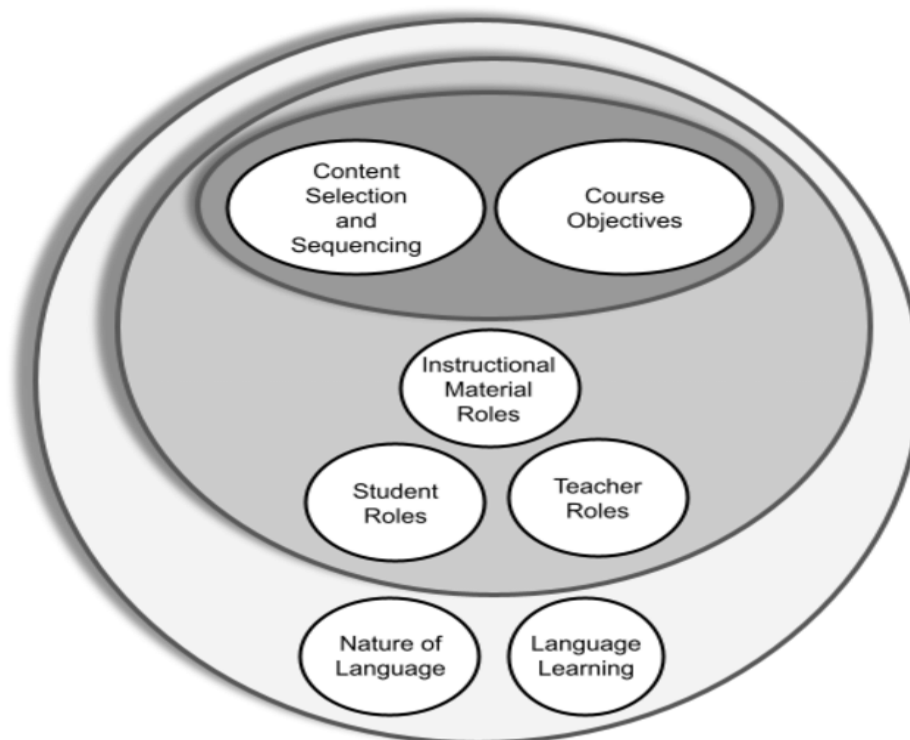 Content
Selection
and
Sequencing
Course
Objectives
Instructional
Material
Roles
Student
Roles
Teacher
Roles
Nature of
Language
Language
Learning